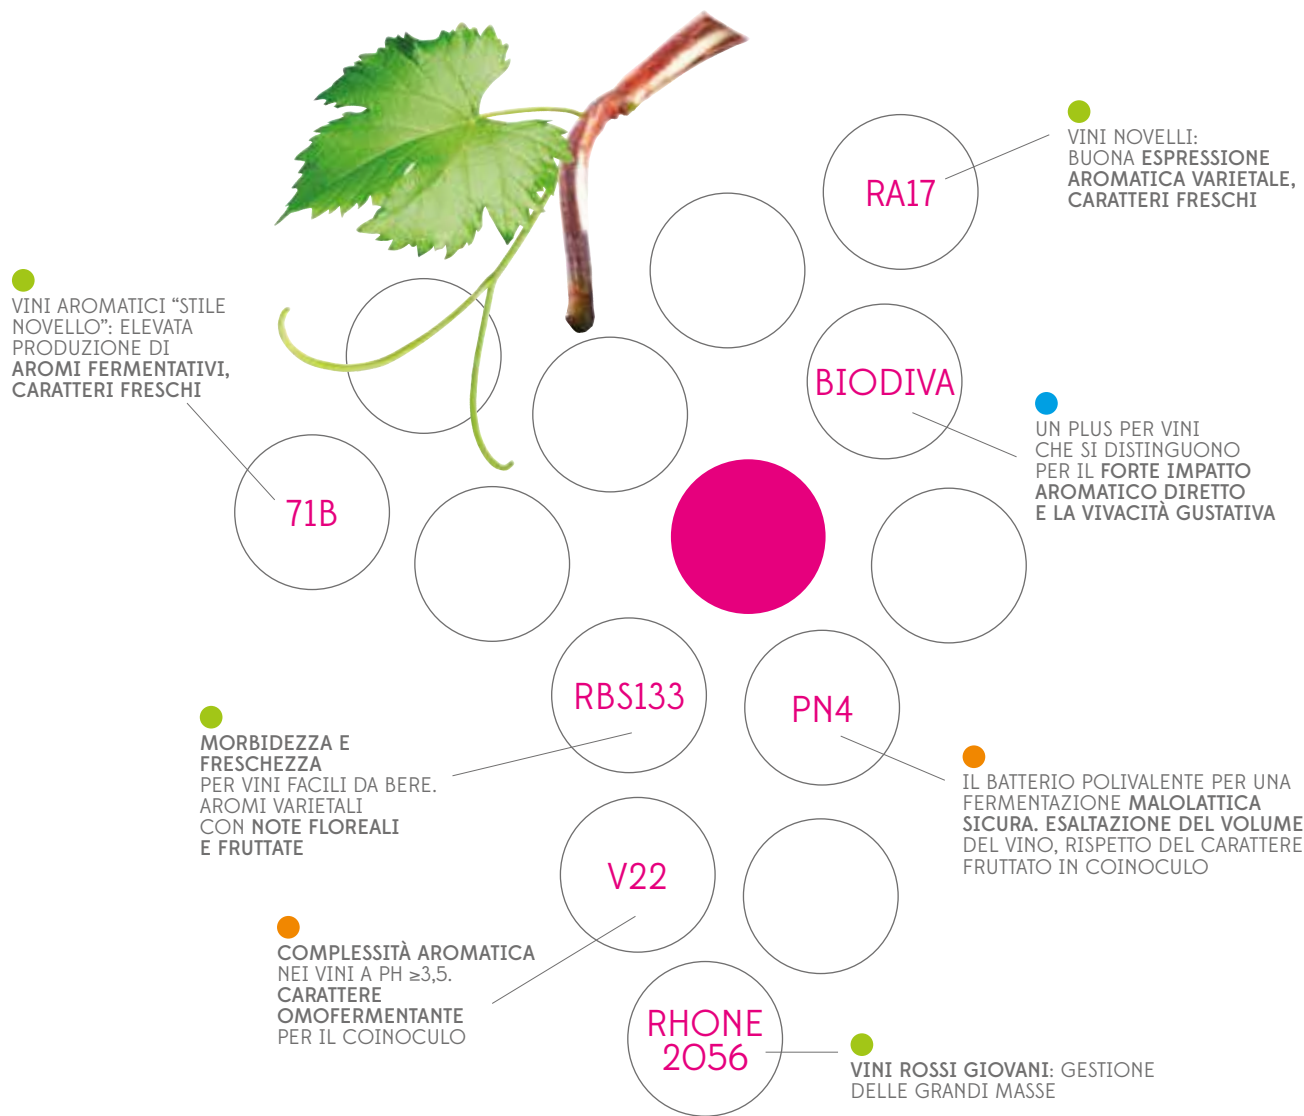 RA17
VINI NOVELLI:
BUONA ESPRESSIONE
AROMATICA VARIETALE,
CARATTERI FRESCHI
VINI AROMATICI “STILE
NOVELLO”: ELEVATA
PRODUZIONE DI
AROMI FERMENTATIVI,
CARATTERI FRESCHI
71B
BIODIVA
UN PLUS PER VINI
CHE SI DISTINGUONO
PER IL FORTE IMPATTO
AROMATICO DIRETTO
E LA VIVACITÀ GUSTATIVA
RBS133
MORBIDEZZA E
FRESCHEZZA
PER VINI FACILI DA BERE.
AROMI VARIETALI
CON NOTE FLOREALI
E FRUTTATE
PN4
IL BATTERIO POLIVALENTE PER UNA
FERMENTAZIONE MALOLATTICA
SICURA. ESALTAZIONE DEL VOLUME
DEL VINO, RISPETTO DEL CARATTERE
FRUTTATO IN COINOCULO
V22
COMPLESSITÀ AROMATICA
NEI VINI A PH ≥3,5.
CARATTERE
OMOFERMENTANTE
PER IL COINOCULO
RHONE
2056
VINI ROSSI GIOVANI: GESTIONE
DELLE GRANDI MASSE